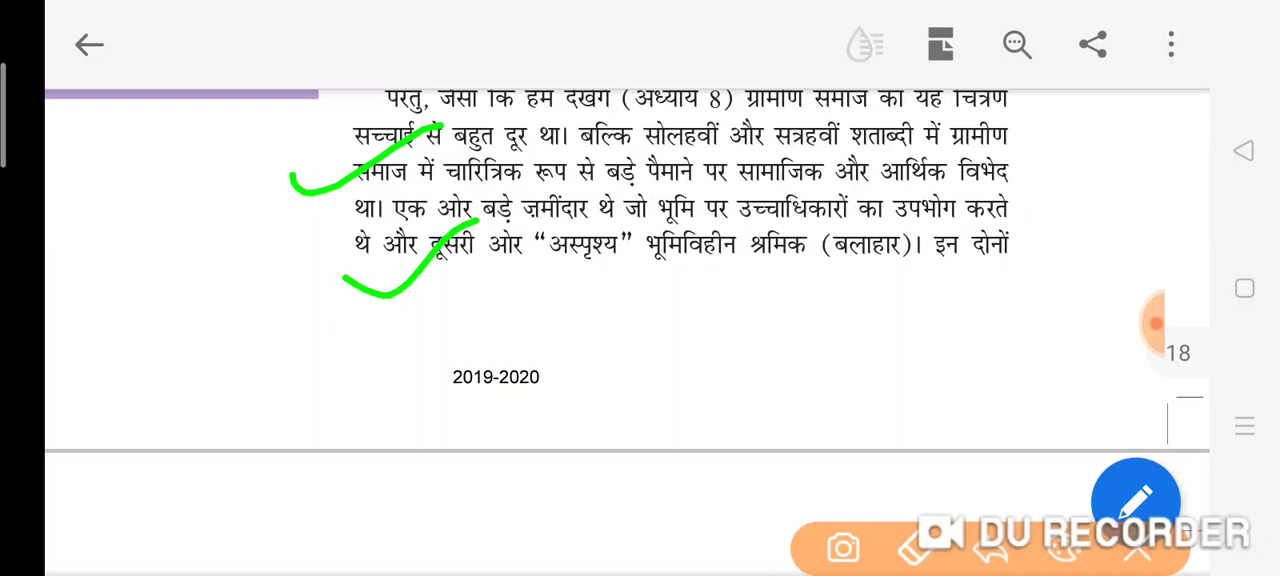 परंतु, जैसा कि हम देखेंगे (अध्याय 8) ग्रामीण समाज का यह चित्रण
सच्चाई से बहुत दूर था। बल्कि सोलहवीं और सत्रहवीं शताब्दी में ग्रामीण
समाज में चारित्रिक रूप से बड़े पैमाने पर सामाजिक और आर्थिक विभेद
था। एक ओर बड़े ज़मींदार थे जो भूमि पर उच्चाधिकारों का उपभोग करते
थे और दूसरी ओर “अस्पृश्य” भूमिविहीन श्रमिक (बलाहार)। इन दोनों
18
2019-2020
DU RECORDER